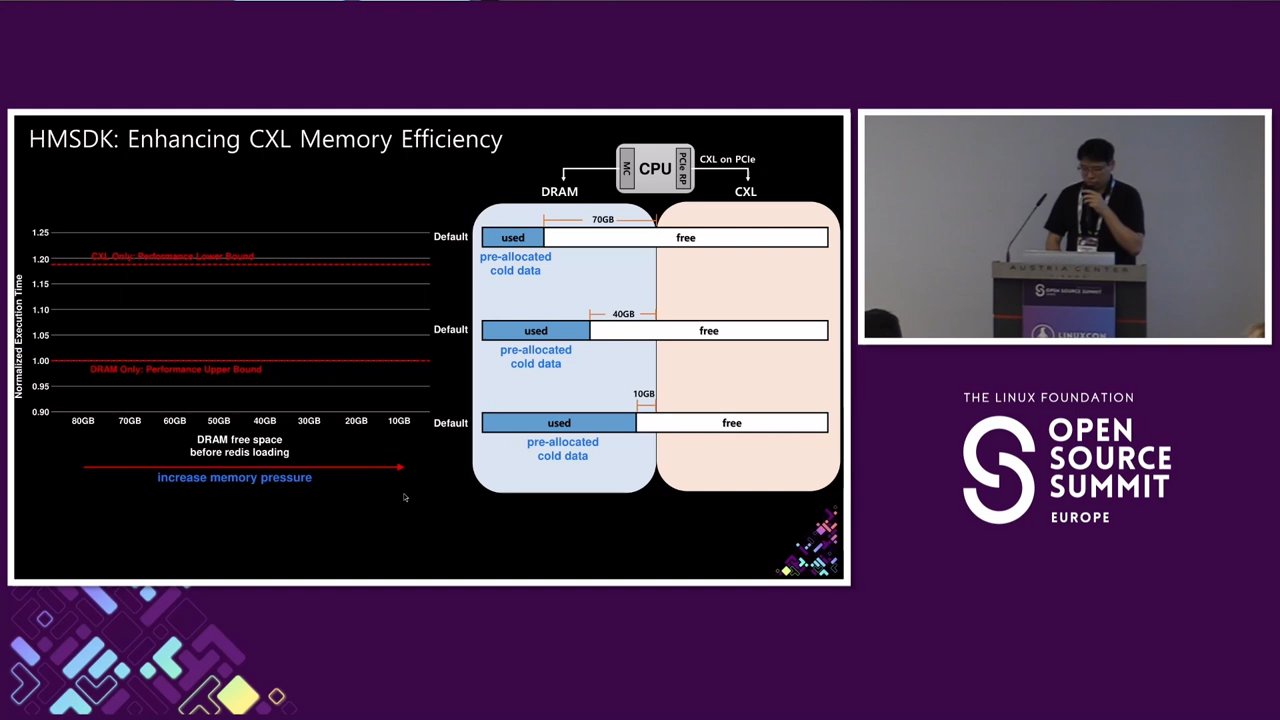 HMSDK: Enhancing CXL Memory Efficiency
MC
CPU
PCIe RP
CXL on PCIe
DRAM
CXL
Normalized Execution Time
1.25
1.20
1.15
1.10
1.05
1.00
0.95
0.90
CXL Only: Performance Lower Bound
DRAM Only: Performance Upper Bound
80GB 70GB 60GB 50GB 40GB 30GB 20GB 10GB
DRAM free space
before redis loading
increase memory pressure
70GB
Default
used
free
pre-allocated
cold data
40GB
Default
used
free
pre-allocated
cold data
10GB
Default
used
free
pre-allocated
cold data
AUSTRIA CENTER
OPEN SOURCE SUMMIT
LINUXCON
THE LINUX FOUNDATION
OPEN
SOURCE
SUMMIT
EUROPE